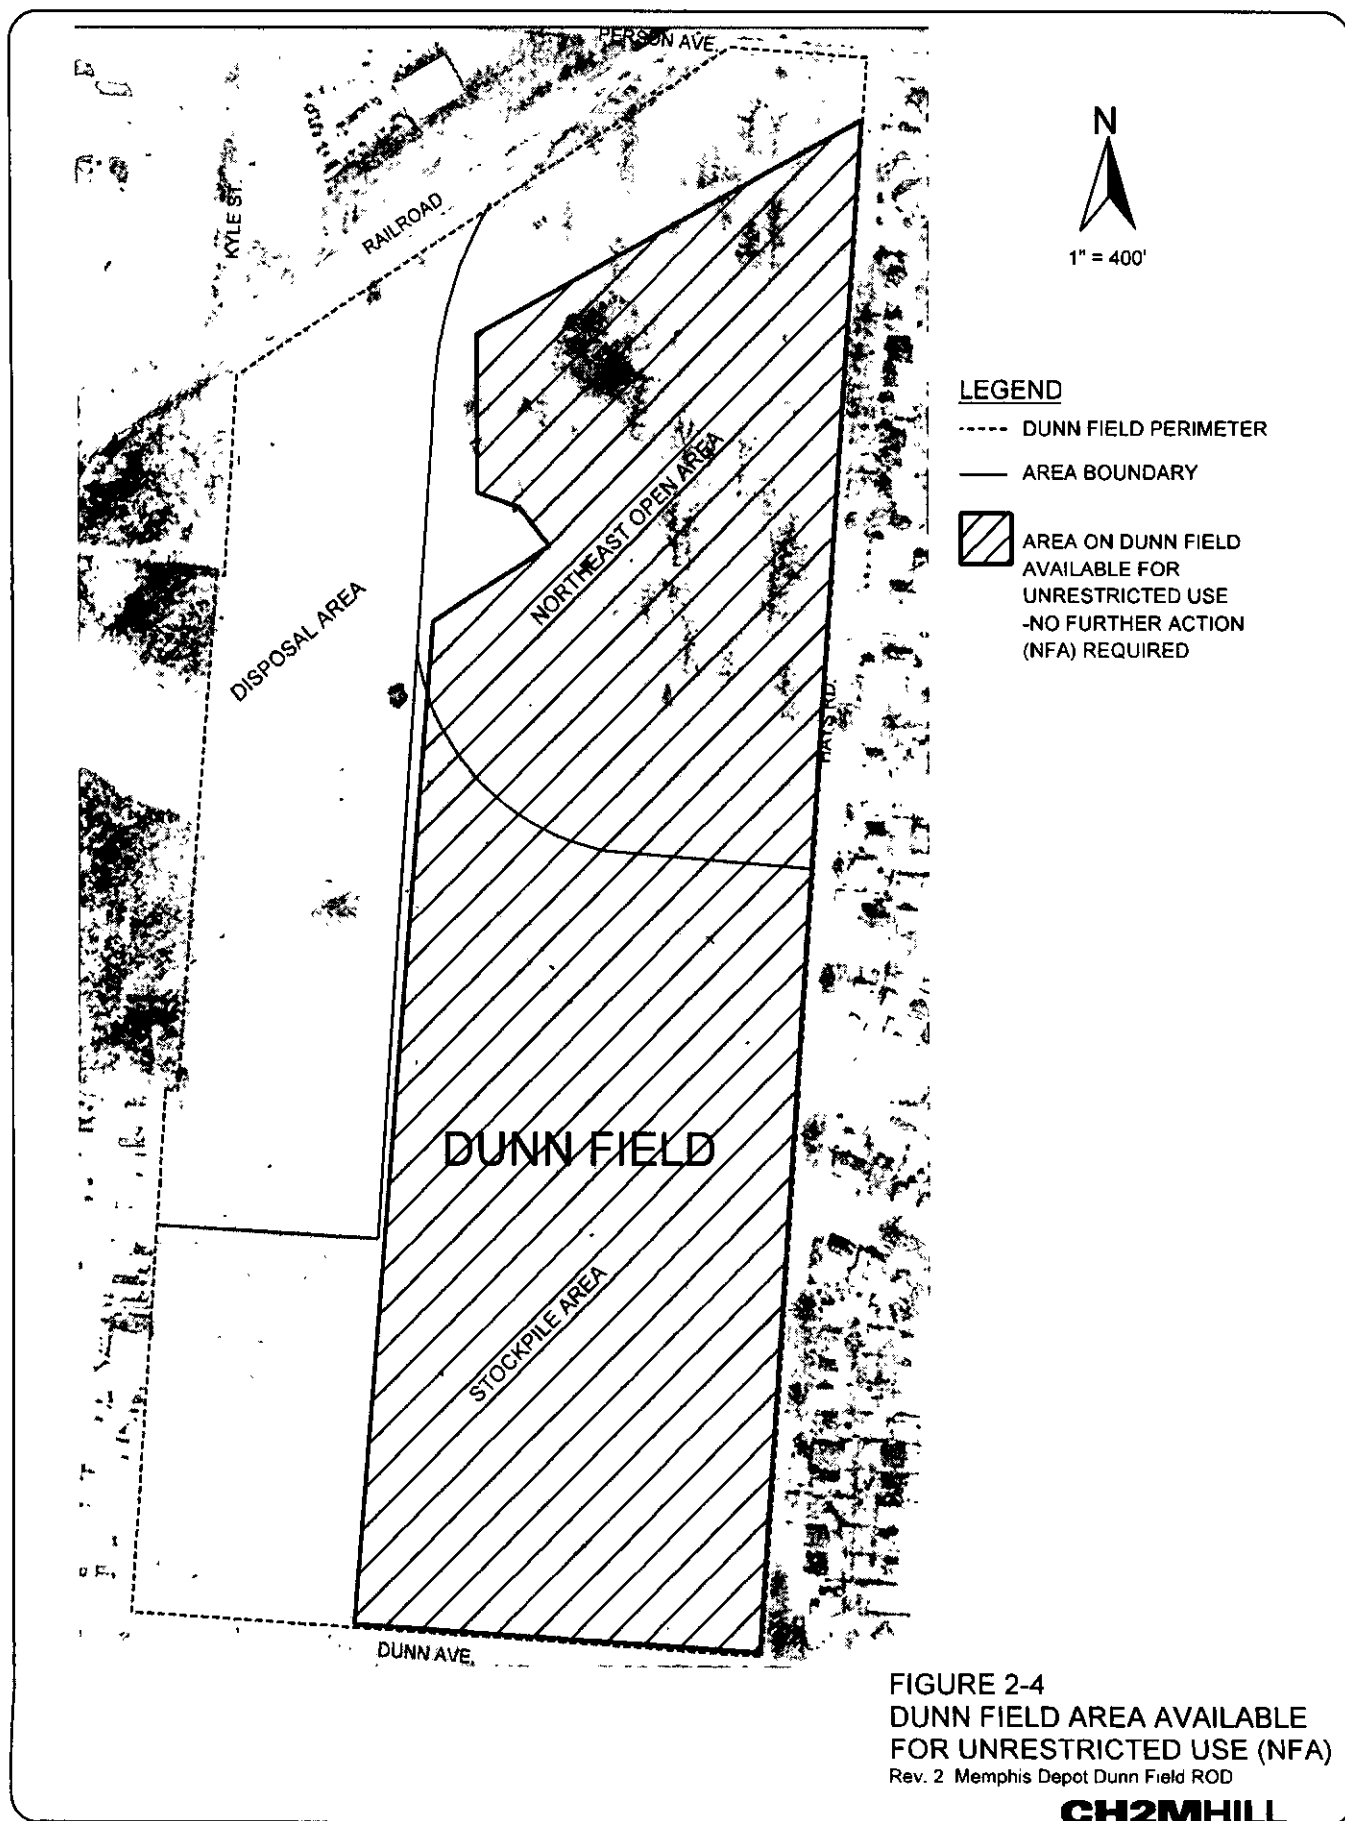 PERSON AVE.
KYLE ST.
RAILROAD
N
1" = 400'
LEGEND
DUNN FIELD PERIMETER
AREA BOUNDARY
AREA ON DUNN FIELD
AVAILABLE FOR
UNRESTRICTED USE
-NO FURTHER ACTION
(NFA) REQUIRED
NORTHEAST OPEN AREA
DISPOSAL AREA
HAYS RD.
DUNN FIELD
STOCKPILE AREA
DUNN AVE.
FIGURE 2-4
DUNN FIELD AREA AVAILABLE
FOR UNRESTRICTED USE (NFA)
Rev. 2 Memphis Depot Dunn Field ROD
CH2MHILL